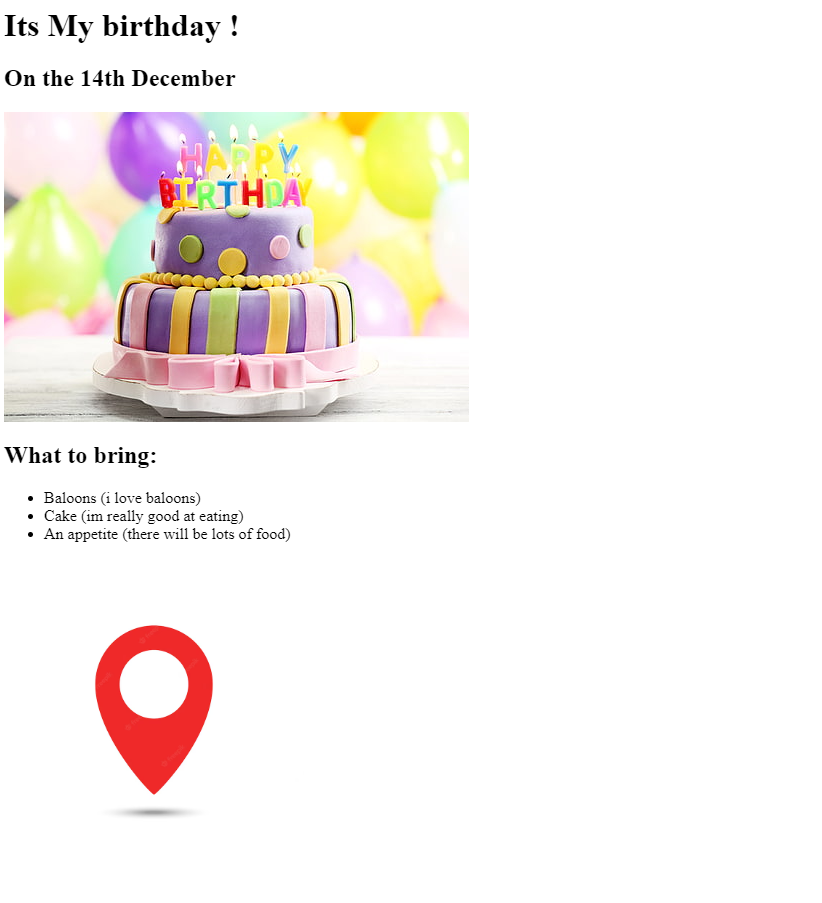 Its My birthday !
On the 14th December
HAPPY
BIRTHDAY
What to bring:
Baloons (i love baloons)
Cake (im really good at eating)
An appetite (there will be lots of food)